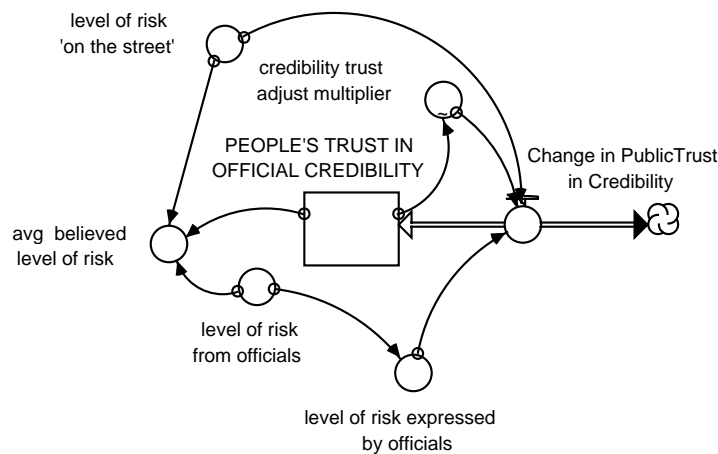 level of risk
'on the street'
credibility trust
adjust multiplier
~
PEOPLE'S TRUST IN
OFFICIAL CREDIBILITY
Change in PublicTrust
in Credibility
avg believed
level of risk
level of risk
from officials
level of risk expressed
by officials